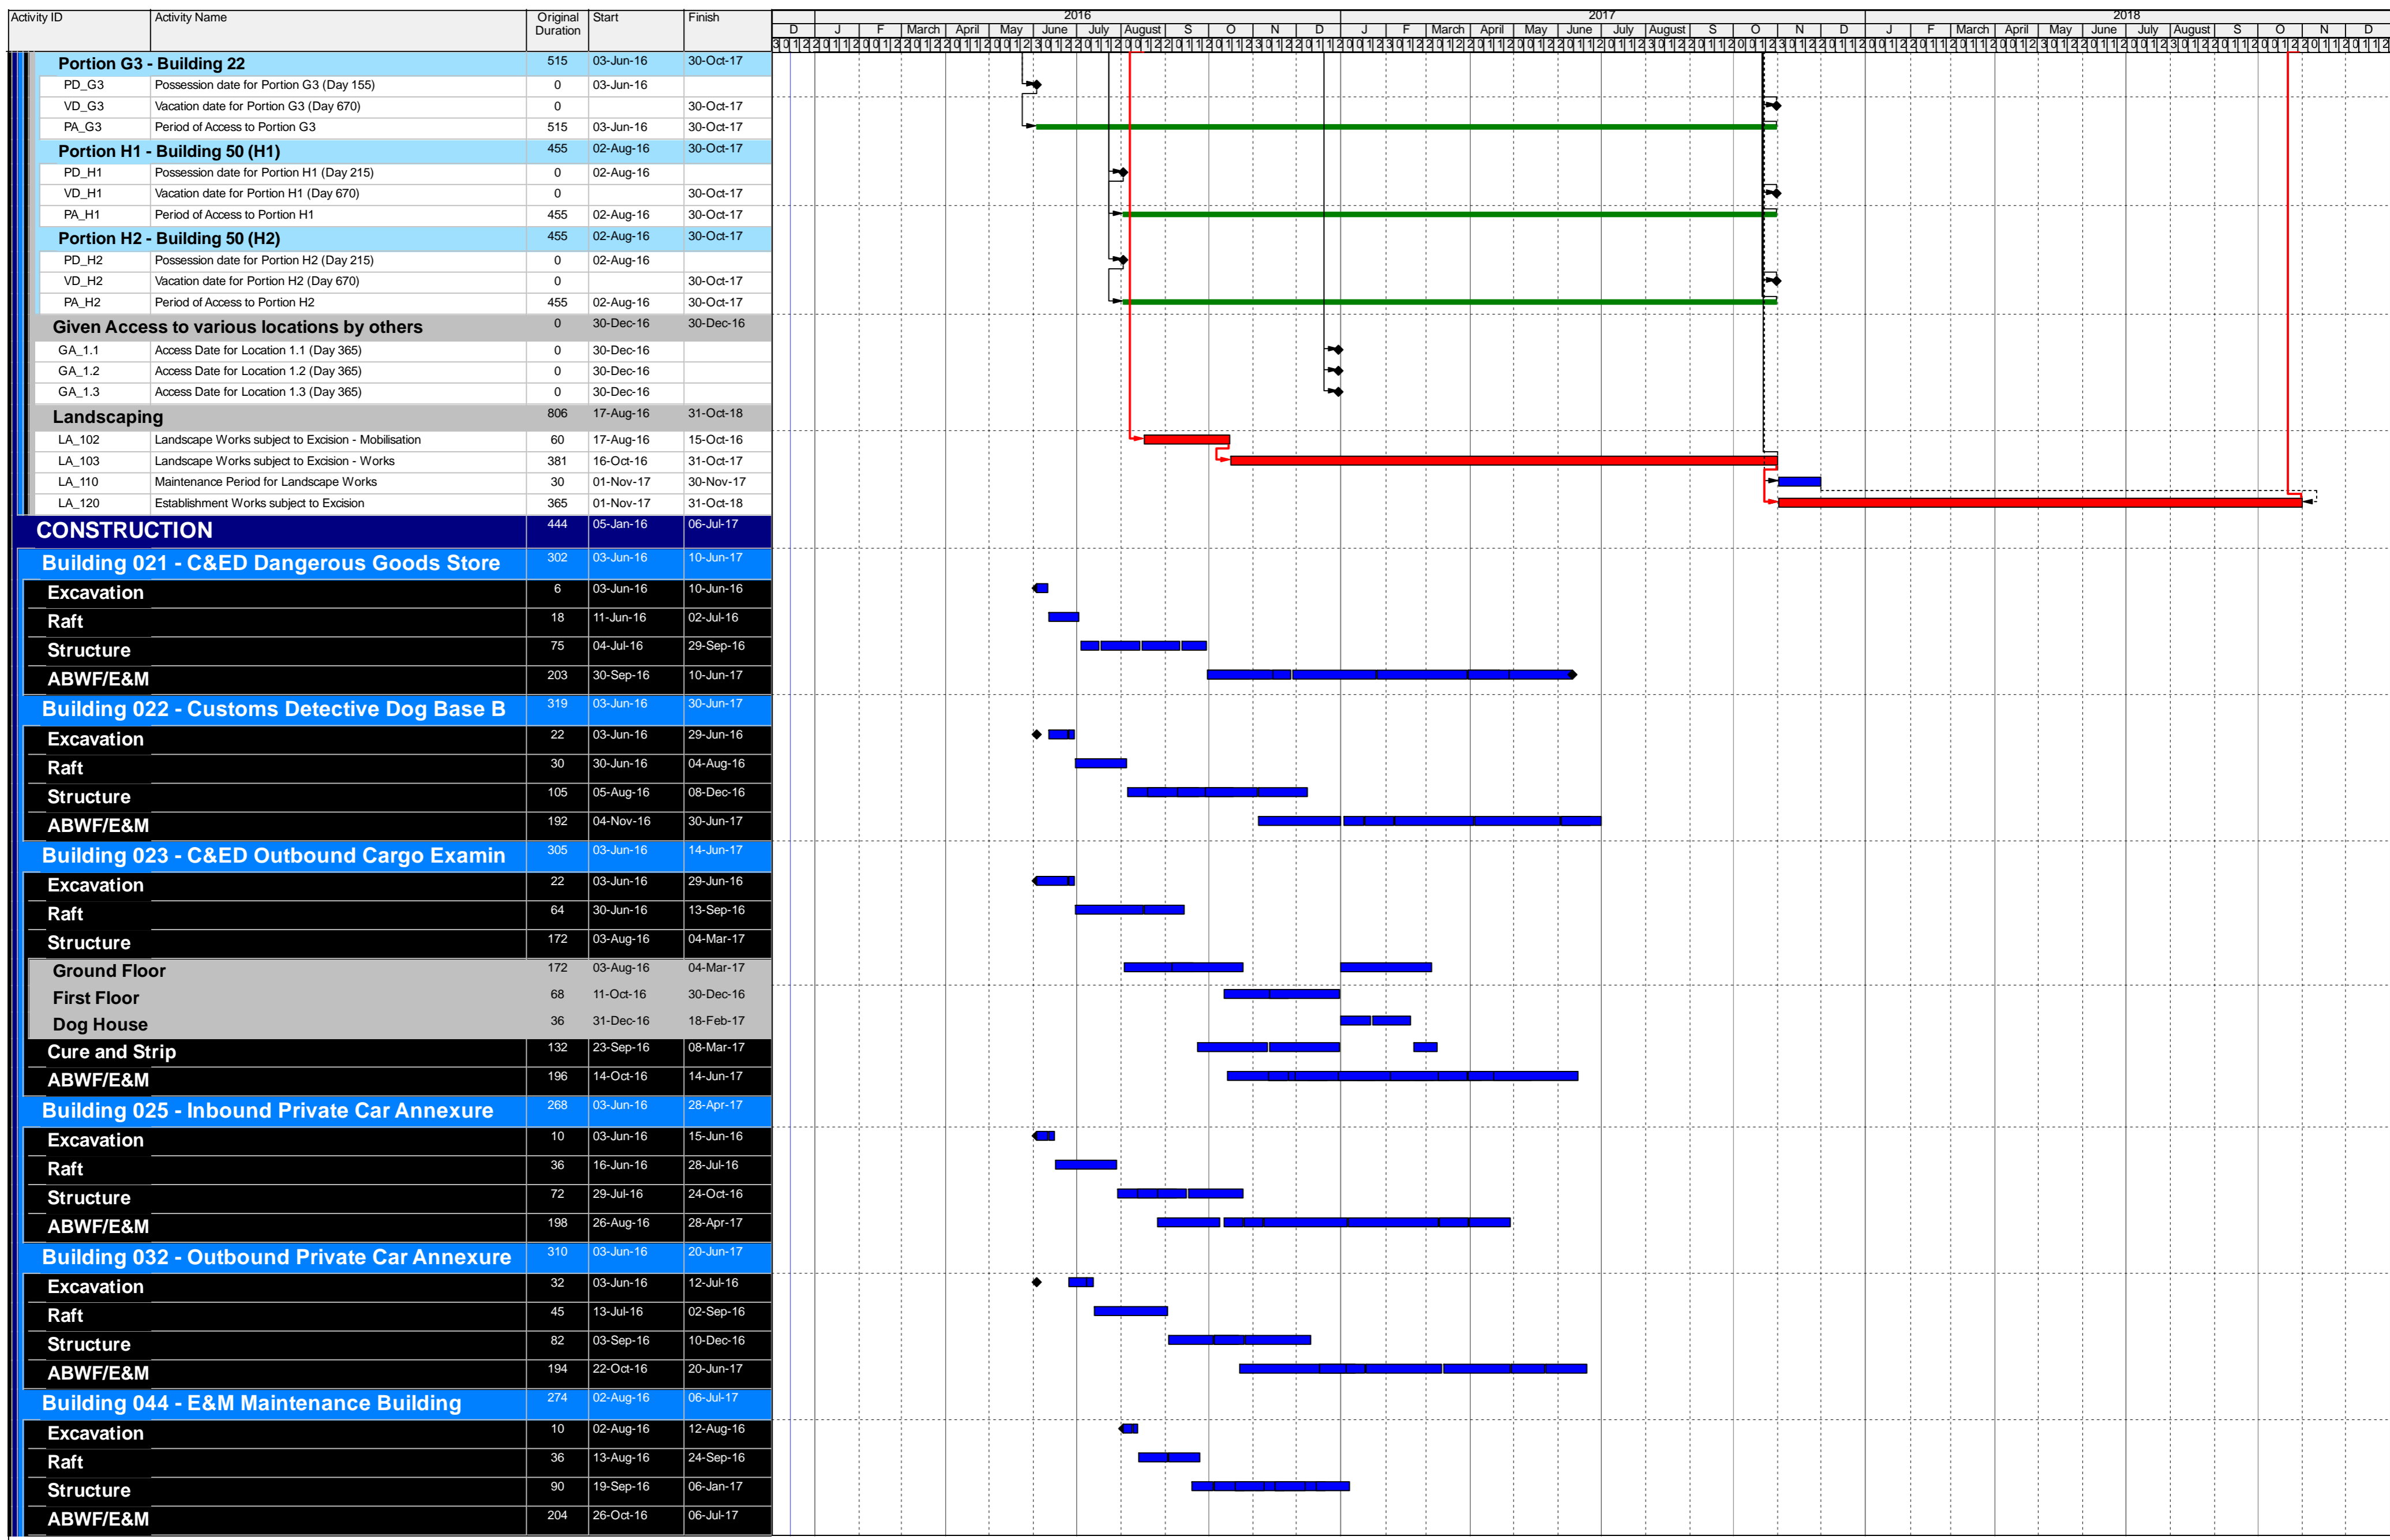 Activity ID Activity Name Original Duration Start Finish 2016 2017 2018
D J F March April May June July August S O N D J F March April May June July August S O N D J F March April May June July August S O N D
Portion G3 - Building 22 515 03-Jun-16 30-Oct-17
PD_G3 Possession date for Portion G3 (Day 155) 0 03-Jun-16
VD_G3 Vacation date for Portion G3 (Day 670) 0 30-Oct-17
PA_G3 Period of Access to Portion G3 515 03-Jun-16 30-Oct-17
Portion H1 - Building 50 (H1) 455 02-Aug-16 30-Oct-17
PD_H1 Possession date for Portion H1 (Day 215) 0 02-Aug-16
VD_H1 Vacation date for Portion H1 (Day 670) 0 30-Oct-17
PA_H1 Period of Access to Portion H1 455 02-Aug-16 30-Oct-17
Portion H2 - Building 50 (H2) 455 02-Aug-16 30-Oct-17
PD_H2 Possession date for Portion H2 (Day 215) 0 02-Aug-16
VD_H2 Vacation date for Portion H2 (Day 670) 0 30-Oct-17
PA_H2 Period of Access to Portion H2 455 02-Aug-16 30-Oct-17
Given Access to various locations by others 0 30-Dec-16 30-Dec-16
GA_1.1 Access Date for Location 1.1 (Day 365) 0 30-Dec-16
GA_1.2 Access Date for Location 1.2 (Day 365) 0 30-Dec-16
GA_1.3 Access Date for Location 1.3 (Day 365) 0 30-Dec-16
Landscaping 806 17-Aug-16 31-Oct-18
LA_102 Landscape Works subject to Excision - Mobilisation 60 17-Aug-16 15-Oct-16
LA_103 Landscape Works subject to Excision - Works 381 16-Oct-16 31-Oct-17
LA_110 Maintenance Period for Landscape Works 30 01-Nov-17 30-Nov-17
LA_120 Establishment Works subject to Excision 365 01-Nov-17 31-Oct-18
CONSTRUCTION 444 05-Jan-16 06-Jul-17
Building 021 - C&ED Dangerous Goods Store 302 03-Jun-16 10-Jun-17
Excavation 6 03-Jun-16 10-Jun-16
Raft 18 11-Jun-16 02-Jul-16
Structure 75 04-Jul-16 29-Sep-16
ABWF/E&M 203 30-Sep-16 10-Jun-17
Building 022 - Customs Detective Dog Base B 319 03-Jun-16 30-Jun-17
Excavation 22 03-Jun-16 29-Jun-16
Raft 30 30-Jun-16 04-Aug-16
Structure 105 05-Aug-16 08-Dec-16
ABWF/E&M 192 04-Nov-16 30-Jun-17
Building 023 - C&ED Outbound Cargo Examin 305 03-Jun-16 14-Jun-17
Excavation 22 03-Jun-16 29-Jun-16
Raft 64 30-Jun-16 13-Sep-16
Structure 172 03-Aug-16 04-Mar-17
Ground Floor 172 03-Aug-16 04-Mar-17
First Floor 68 11-Oct-16 30-Dec-16
Dog House 36 31-Dec-16 18-Feb-17
Cure and Strip 132 23-Sep-16 08-Mar-17
ABWF/E&M 196 14-Oct-16 14-Jun-17
Building 025 - Inbound Private Car Annexure 268 03-Jun-16 28-Apr-17
Excavation 10 03-Jun-16 15-Jun-16
Raft 36 16-Jun-16 28-Jul-16
Structure 72 29-Jul-16 24-Oct-16
ABWF/E&M 198 26-Aug-16 28-Apr-17
Building 032 - Outbound Private Car Annexure 310 03-Jun-16 20-Jun-17
Excavation 32 03-Jun-16 12-Jul-16
Raft 45 13-Jul-16 02-Sep-16
Structure 82 03-Sep-16 10-Dec-16
ABWF/E&M 194 22-Oct-16 20-Jun-17
Building 044 - E&M Maintenance Building 274 02-Aug-16 06-Jul-17
Excavation 10 02-Aug-16 12-Aug-16
Raft 36 13-Aug-16 24-Sep-16
Structure 90 19-Sep-16 06-Jan-17
ABWF/E&M 204 26-Oct-16 06-Jul-17